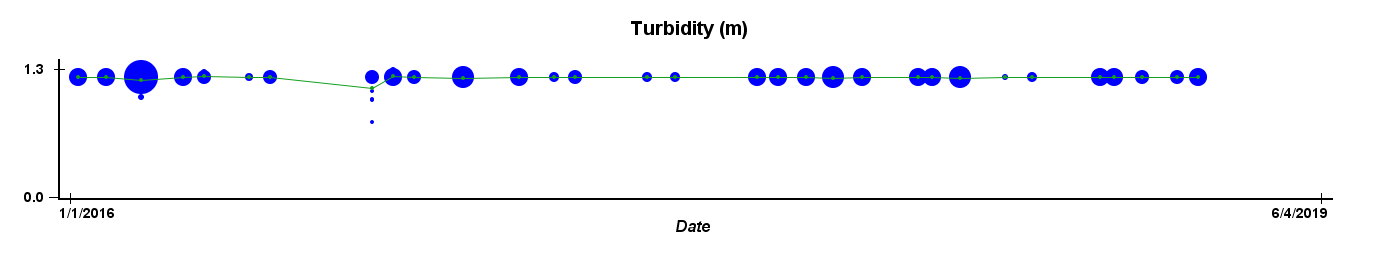 Turbidity (m)
1.3
0.0
1/1/2016
6/4/2019
Date